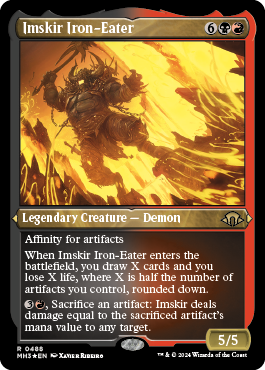 Imskir Iron-Eater 6
Legendary Creature — Demon
Affinity for artifacts
When Imskir Iron-Eater enters the
battlefield, you draw X cards and you
lose X life, where X is half the number of
artifacts you control, rounded down.
3, Sacrifice an artifact: Imskir deals
damage equal to the sacrificed artifact's
mana value to any target.
5/5
R 0488
MH3 EN XAVIER RIBEIRO
™ & © 2024 Wizards of the Coast